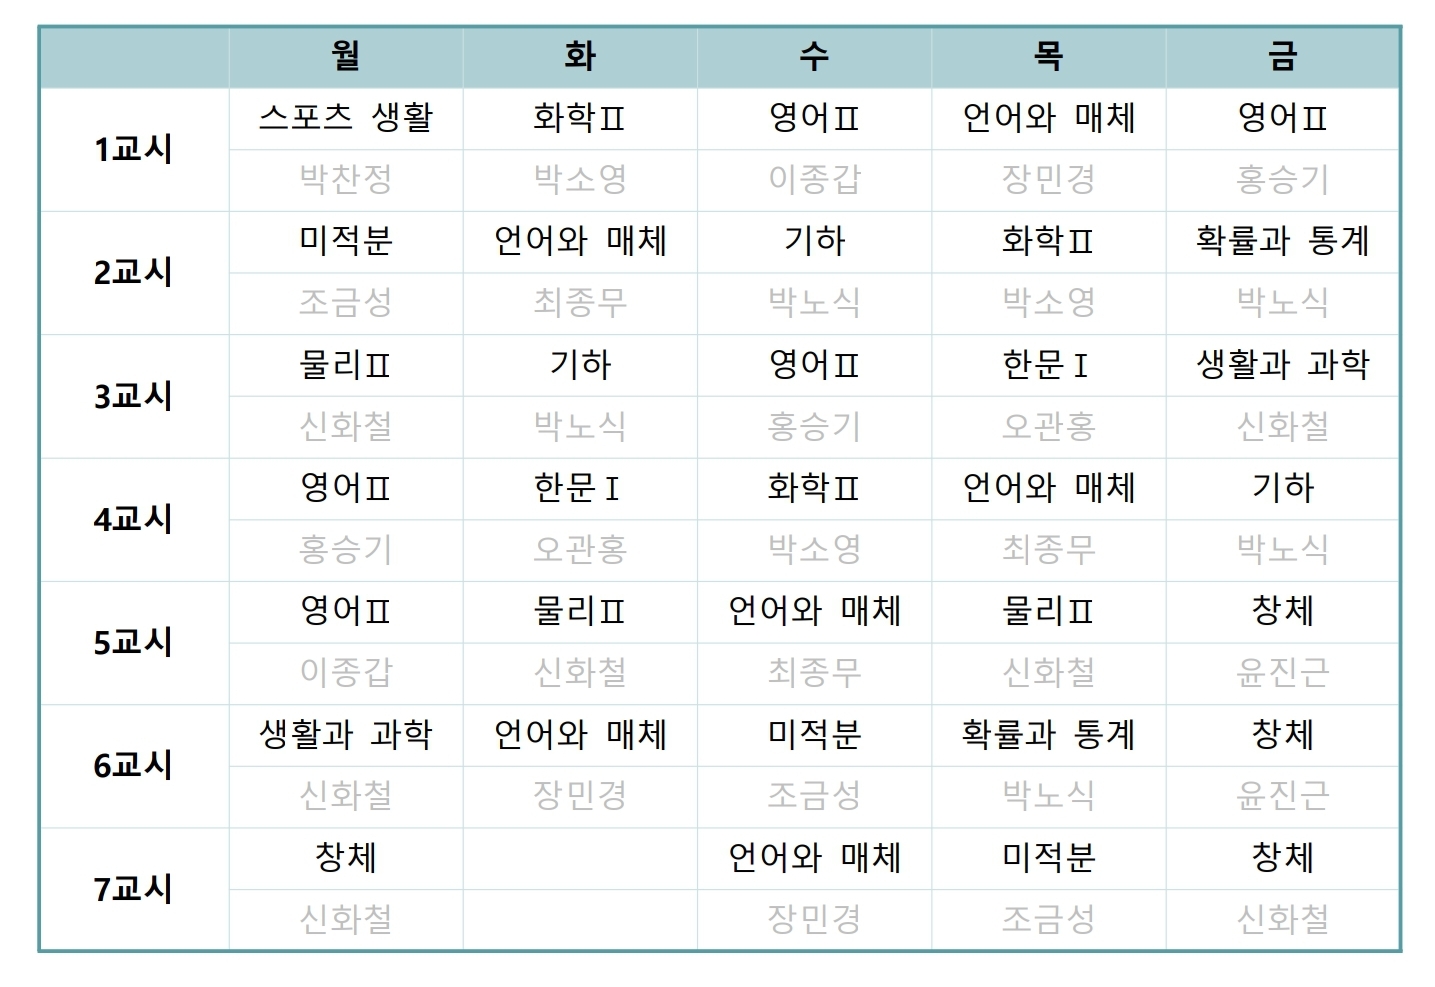 월 화 수 목 금
1교시
스포츠 생활 화학Ⅱ 영어Ⅱ 언어와 매체 영어Ⅱ
박찬정 박소영 이종갑 장민경 홍승기
2교시
미적분 언어와 매체 기하 화학Ⅱ 확률과 통계
조금성 최종무 박노식 박소영 박노식
3교시
물리Ⅱ 기하 영어Ⅱ 한문Ⅰ 생활과 과학
신화철 박노식 홍승기 오관홍 신화철
4교시
영어Ⅱ 한문Ⅰ 화학Ⅱ 언어와 매체 기하
홍승기 오관홍 박소영 최종무 박노식
5교시
영어Ⅱ 물리Ⅱ 언어와 매체 물리Ⅱ 창체
이종갑 신화철 최종무 신화철 윤진근
6교시
생활과 과학 언어와 매체 미적분 확률과 통계 창체
신화철 장민경 조금성 박노식 윤진근
7교시
창체 언어와 매체 미적분 창체
신화철 장민경 조금성 신화철